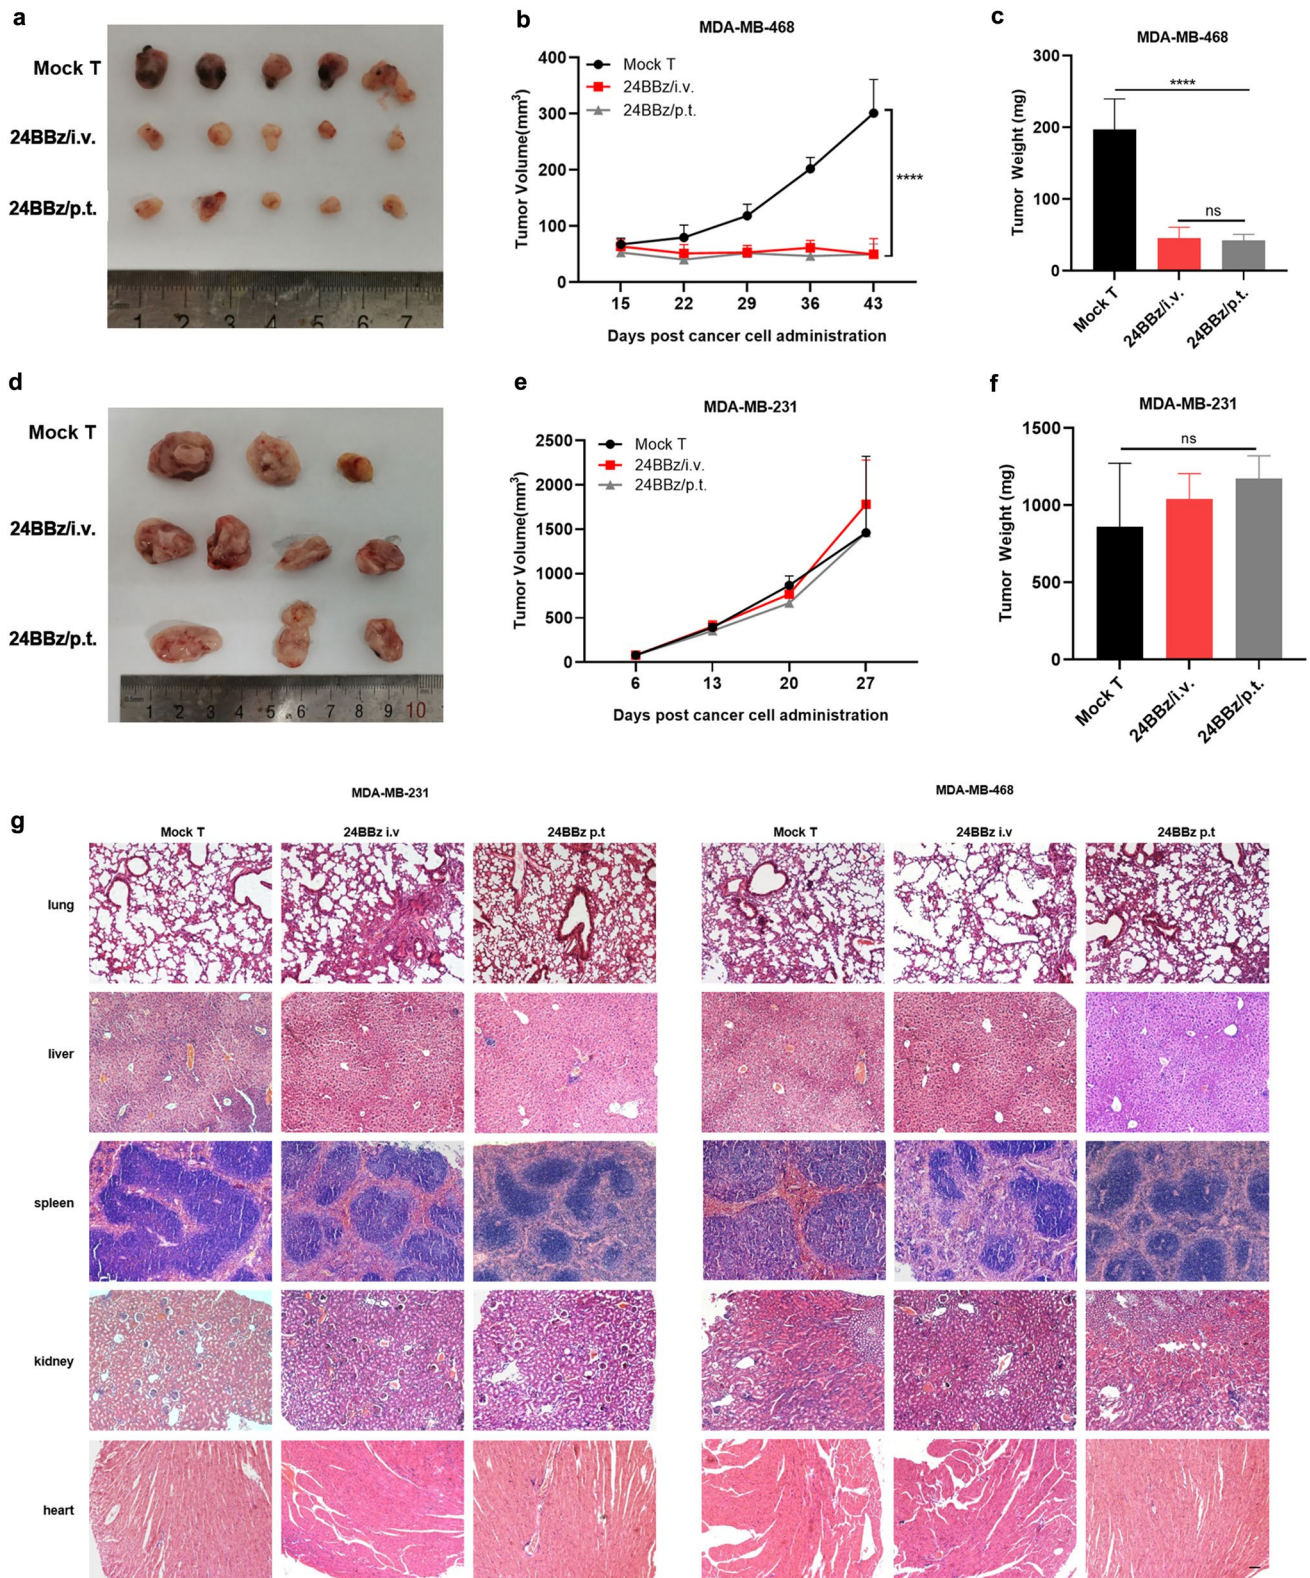 a
Mock T
24BBz/i.v.
24BBz/p.t.
1 2 3 4 5 6 7
b
MDA-MB-468
Tumor Volume(mm3)
400
300
200
100
0
Mock T
24BBz/i.v.
24BBz/p.t.
****
15 22 29 36 43
Days post cancer cell administration
c
MDA-MB-468
Tumor Weight (mg)
300
200
100
0
****
ns
Mock T
24BBz/i.v.
24BBz/p.t.
d
Mock T
24BBz/i.v.
24BBz/p.t.
0.5mm
1 2 3 4 5 6 7 8 9 10
e
MDA-MB-231
Tumor Volume(mm3)
2500
2000
1500
1000
500
0
Mock T
24BBz/i.v.
24BBz/p.t.
6 13 20 27
Days post cancer cell administration
f
MDA-MB-231
Tumor Weight (mg)
1500
1000
500
0
ns
Mock T
24BBz/i.v.
24BBz/p.t.
g
MDA-MB-231
MDA-MB-468
Mock T 24BBz i.v 24BBz p.t Mock T 24BBz i.v 24BBz p.t
lung
liver
spleen
kidney
heart